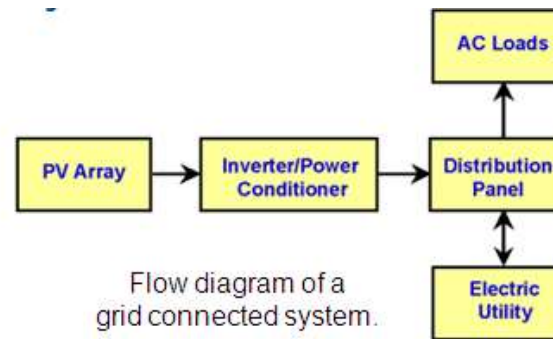 AC Loads
PV Array
Inverter/Power
Conditioner
Distribution
Panel
Electric
Utility
Flow diagram of a
grid connected system.